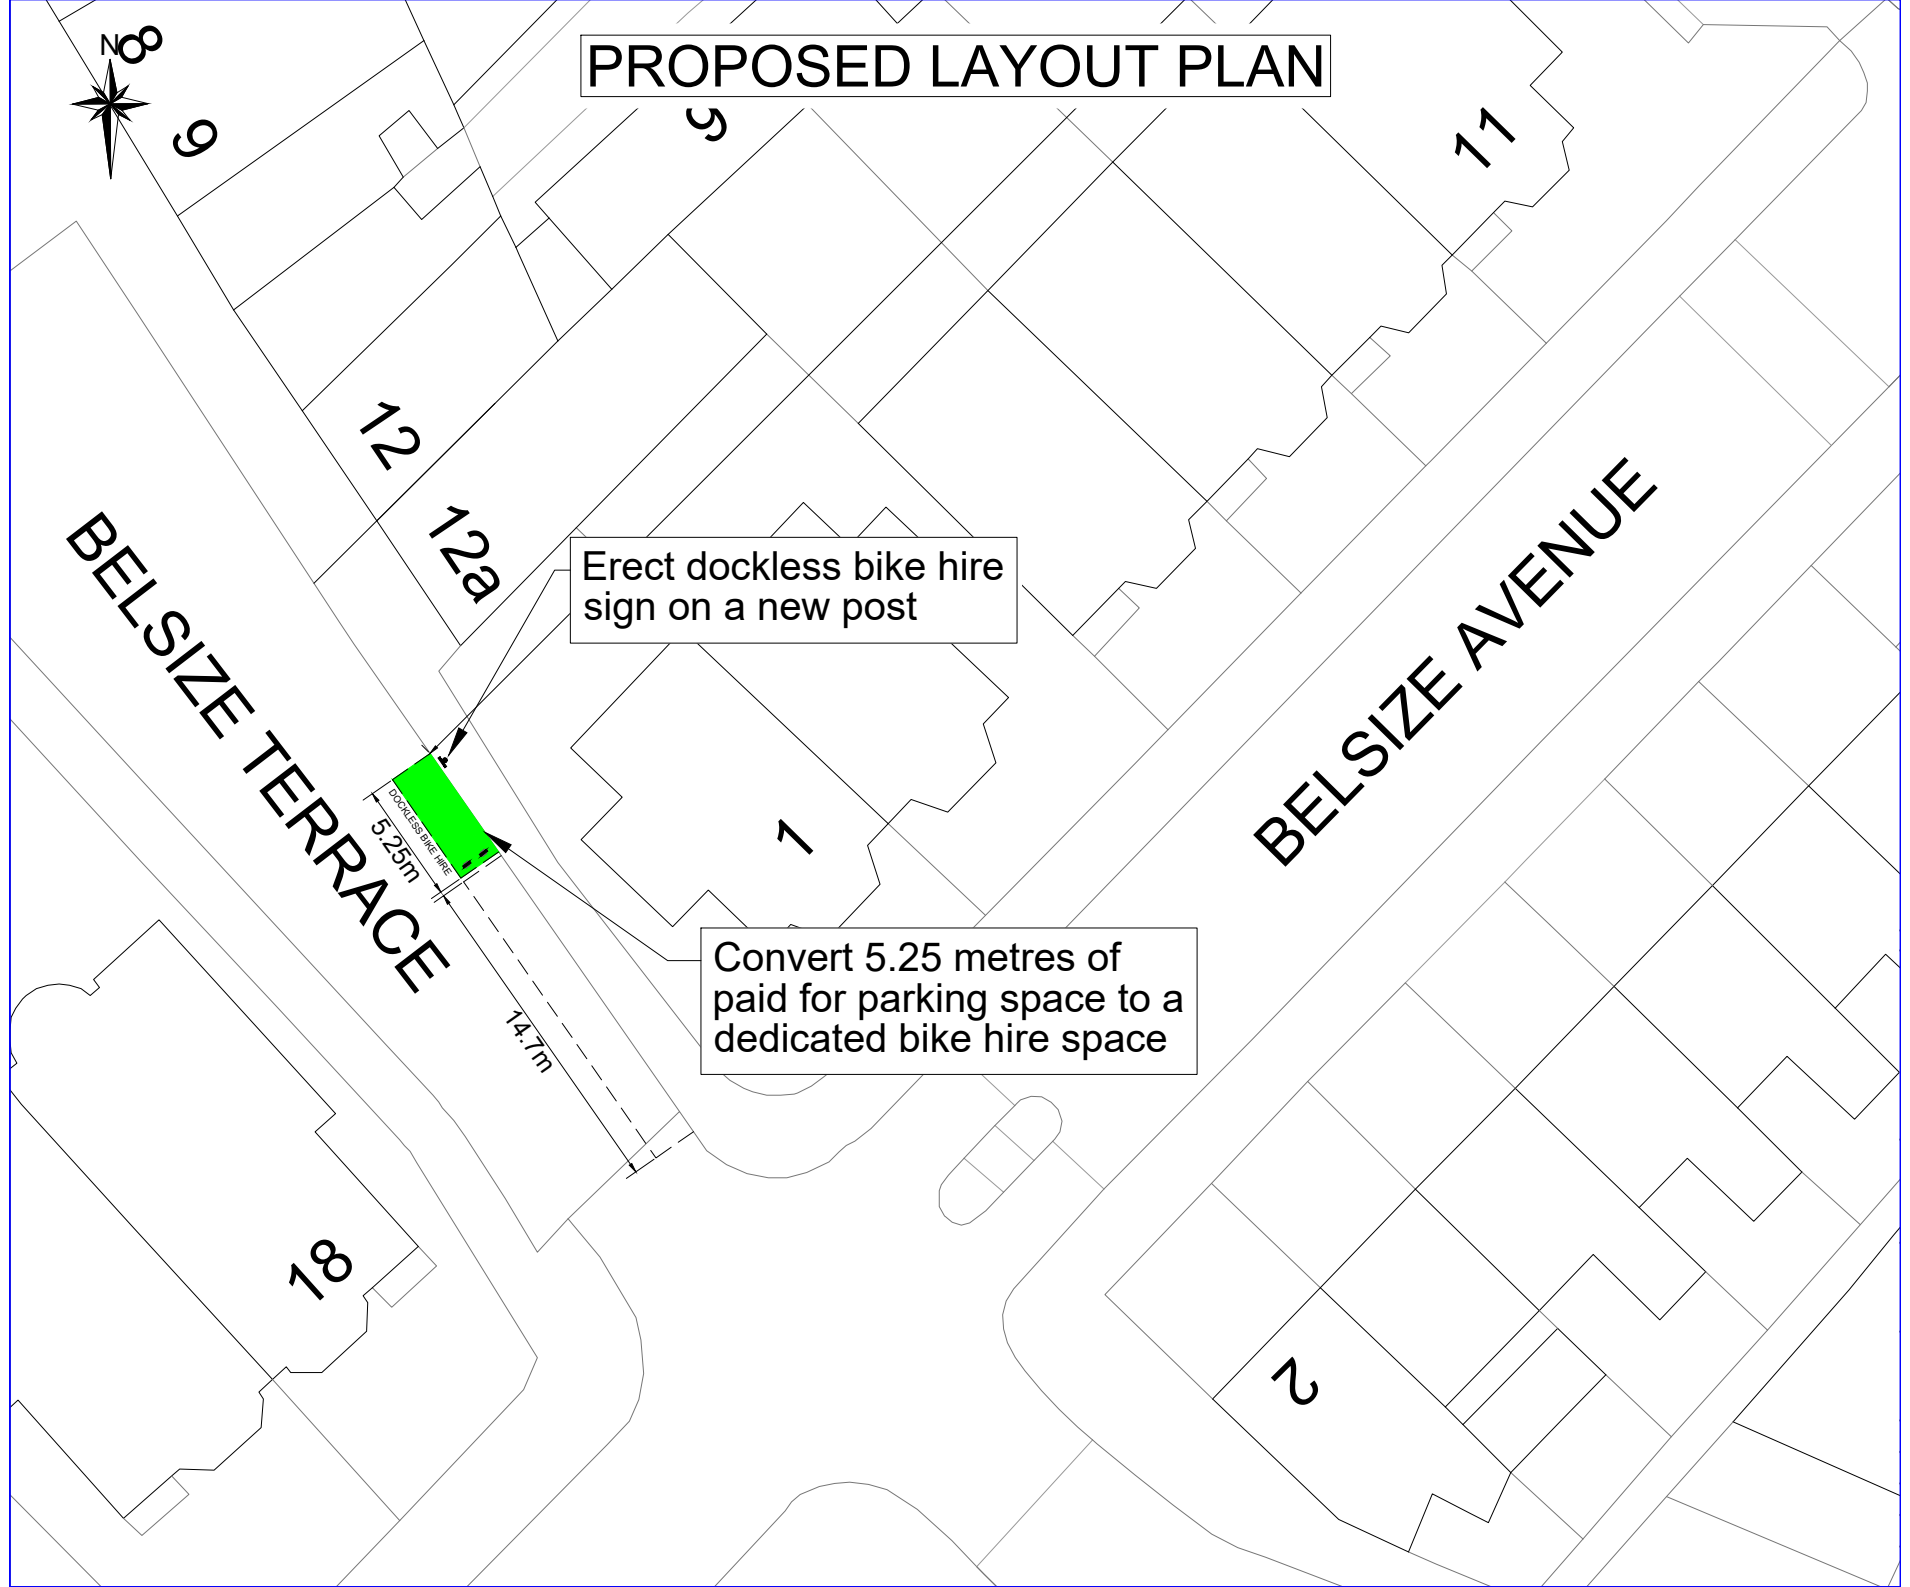 PROPOSED LAYOUT PLAN
N
8
9
9
11
12
12a
BELSIZE TERRACE
Erect dockless bike hire
sign on a new post
BELSIZE AVENUE
DOCKLESS BIKE HIRE
5.25m
1
Convert 5.25 metres of
paid for parking space to a
dedicated bike hire space
14.7m
18
2